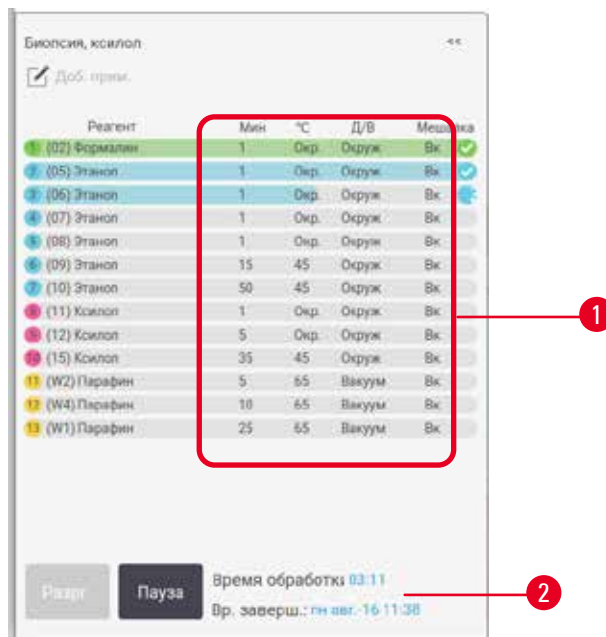 Биопсия, ксилол <<
Доб. прим.
Реагент Мин °C Д/В Мешалка
1 (02) Формалин 1 Окр. Окруж Вк
2 (05) Этанол 1 Окр. Окруж Вк
3 (06) Этанол 1 Окр. Окруж Вк
4 (07) Этанол 1 Окр. Окруж Вк
5 (08) Этанол 1 Окр. Окруж Вк
6 (09) Этанол 15 45 Окруж Вк
7 (10) Этанол 50 45 Окруж Вк
8 (11) Ксилол 1 Окр. Окруж Вк
9 (12) Ксилол 5 Окр. Окруж Вк
10 (15) Ксилол 35 45 Окруж Вк
11 (W2) Парафин 5 65 Вакуум Вк
12 (W4) Парафин 10 65 Вакуум Вк
13 (W1) Парафин 25 65 Вакуум Вк
1
Разгр. Пауза
Время обработки 03:11
Вр. заверш.: пн авг.-16 11:38
2